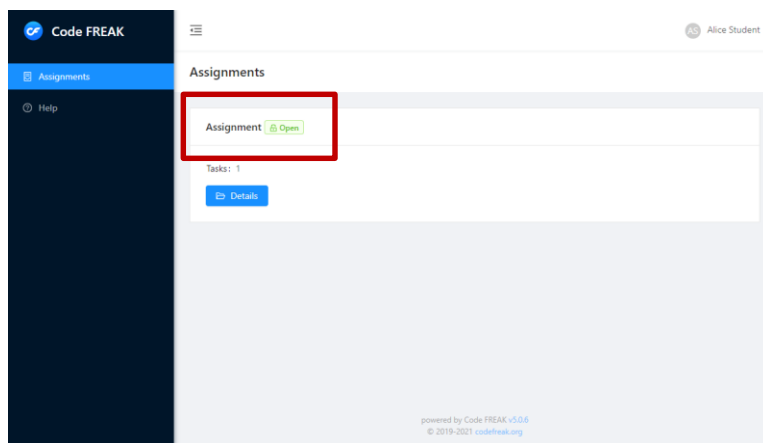 Code FREAK
AS Alice Student
Assignments
Assignments
Help
Assignment Open
Tasks: 1
Details
powered by Code FREAK v5.0.6
© 2019-2021 codefreak.org